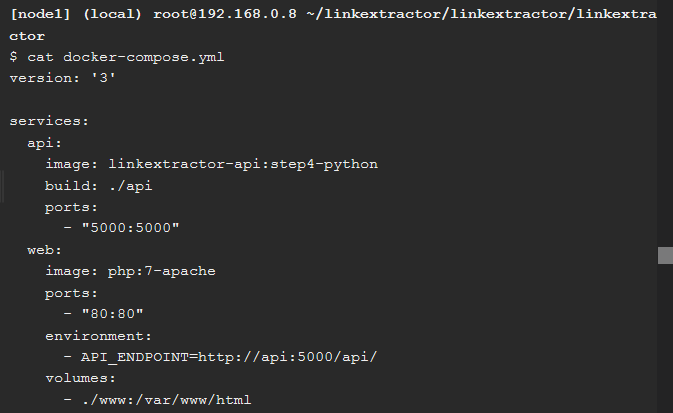 [node1] (local) root@192.168.0.8 ~/linkextractor/linkextractor/linkextra
ctor
$ cat docker-compose.yml
version: '3'
services:
  api:
    image: linkextractor-api:step4-python
    build: ./api
    ports:
      - "5000:5000"
  web:
    image: php:7-apache
    ports:
      - "80:80"
    environment:
      - API_ENDPOINT=http://api:5000/api/
    volumes:
      - ./www:/var/www/html